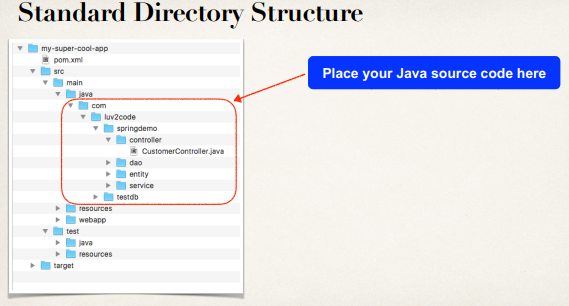 Standard Directory Structure
my-super-cool-app
pom.xml
src
main
java
com
luv2code
springdemo
controller
CustomerController.java
dao
entity
service
testdb
resources
webapp
test
java
resources
target
Place your Java source code here